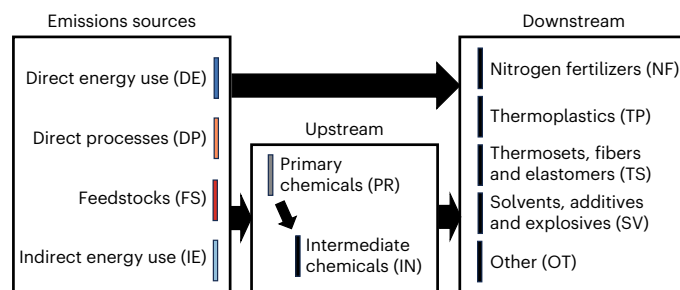 Emissions sources
Direct energy use (DE)
Direct processes (DP)
Feedstocks (FS)
Indirect energy use (IE)
Upstream
Primary
chemicals (PR)
Intermediate
chemicals (IN)
Downstream
Nitrogen fertilizers (NF)
Thermoplastics (TP)
Thermosets, fibers
and elastomers (TS)
Solvents, additives
and explosives (SV)
Other (OT)